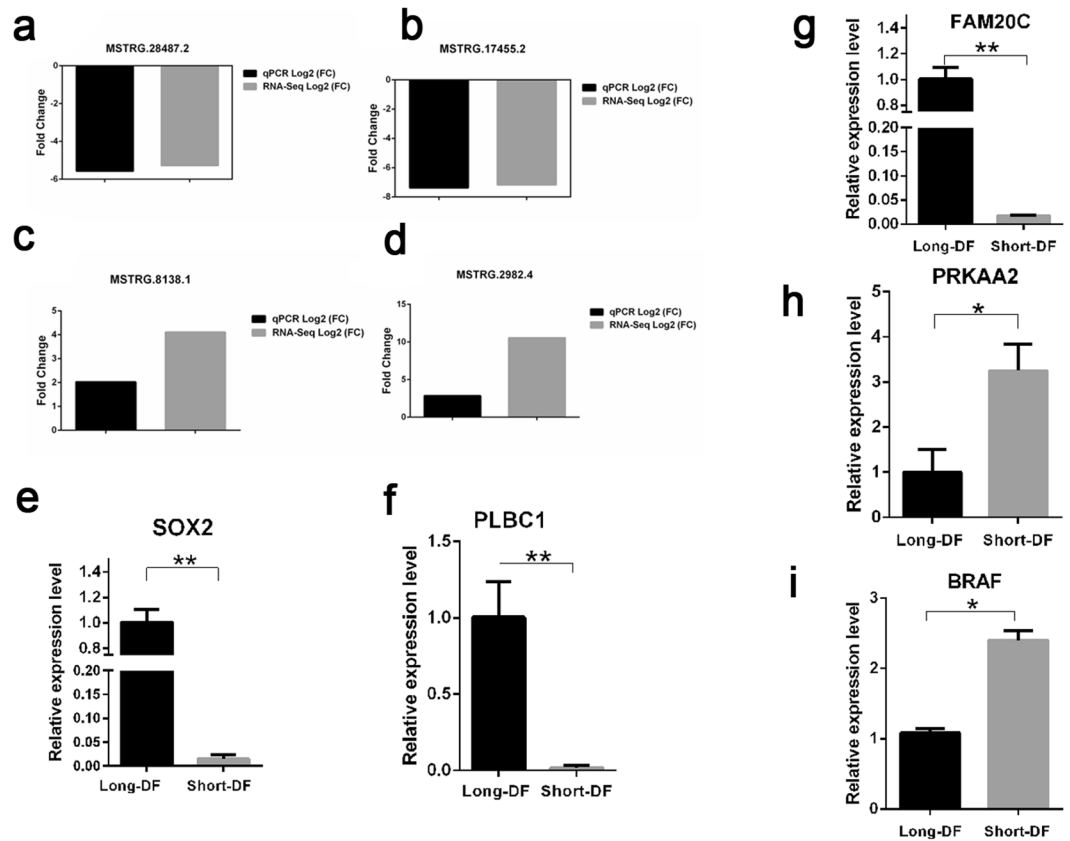 a
MSTRG.28487.2
Fold Change
0
-2
-4
-6
qPCR Log2 (FC)
RNA-Seq Log2 (FC)
b
MSTRG.17455.2
Fold Change
0
-2
-4
-6
-8
qPCR Log2 (FC)
RNA-Seq Log2 (FC)
c
MSTRG.8138.1
Fold Change
5
4
3
2
1
0
qPCR Log2 (FC)
RNA-Seq Log2 (FC)
d
MSTRG.2982.4
Fold Change
15
10
5
0
qPCR Log2 (FC)
RNA-Seq Log2 (FC)
e
SOX2
Relative expression level
1.4
1.2
1.0
0.8
0.20
0.15
0.10
0.05
0.00
**
Long-DF Short-DF
f
PLBC1
Relative expression level
1.5
1.0
0.5
0.0
**
Long-DF Short-DF
g
FAM20C
Relative expression level
1.4
1.2
1.0
0.8
0.20
0.15
0.10
0.05
0.00
**
Long-DF Short-DF
h
PRKAA2
Relative expression level
5
4
3
2
1
0
*
Long-DF Short-DF
i
BRAF
Relative expression level
3
2
1
0
*
Long-DF Short-DF